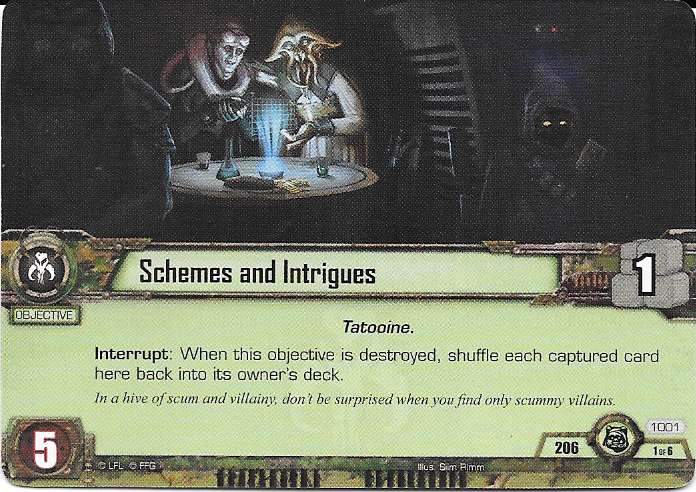 Schemes and Intrigues
1
OBJECTIVE
Tatooine.
Interrupt: When this objective is destroyed, shuffle each captured card
here back into its owner's deck.
In a hive of scum and villainy, don't be surprised when you find only scummy villains.
5
1001
206
1 OF 6
© LFL © FFG
Illus. Slim Rimm